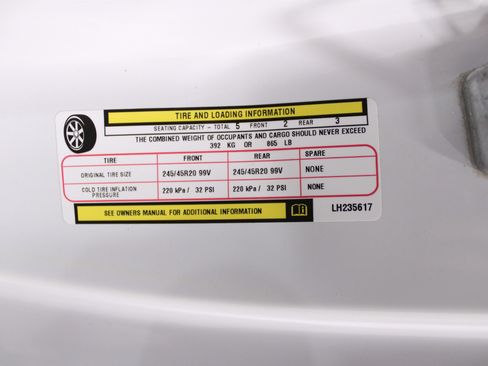 TIRE AND LOADING INFORMATION
SEATING CAPACITY - TOTAL 5 FRONT 2 REAR 3
THE COMBINED WEIGHT OF OCCUPANTS AND CARGO SHOULD NEVER EXCEED
392 KG OR 865 LB
TIRE FRONT REAR SPARE
ORIGINAL TIRE SIZE 245/45R20 99V 245/45R20 99V NONE
COLD TIRE INFLATION PRESSURE 220 kPa / 32 PSI 220 kPa / 32 PSI NONE
SEE OWNERS MANUAL FOR ADDITIONAL INFORMATION LH235617